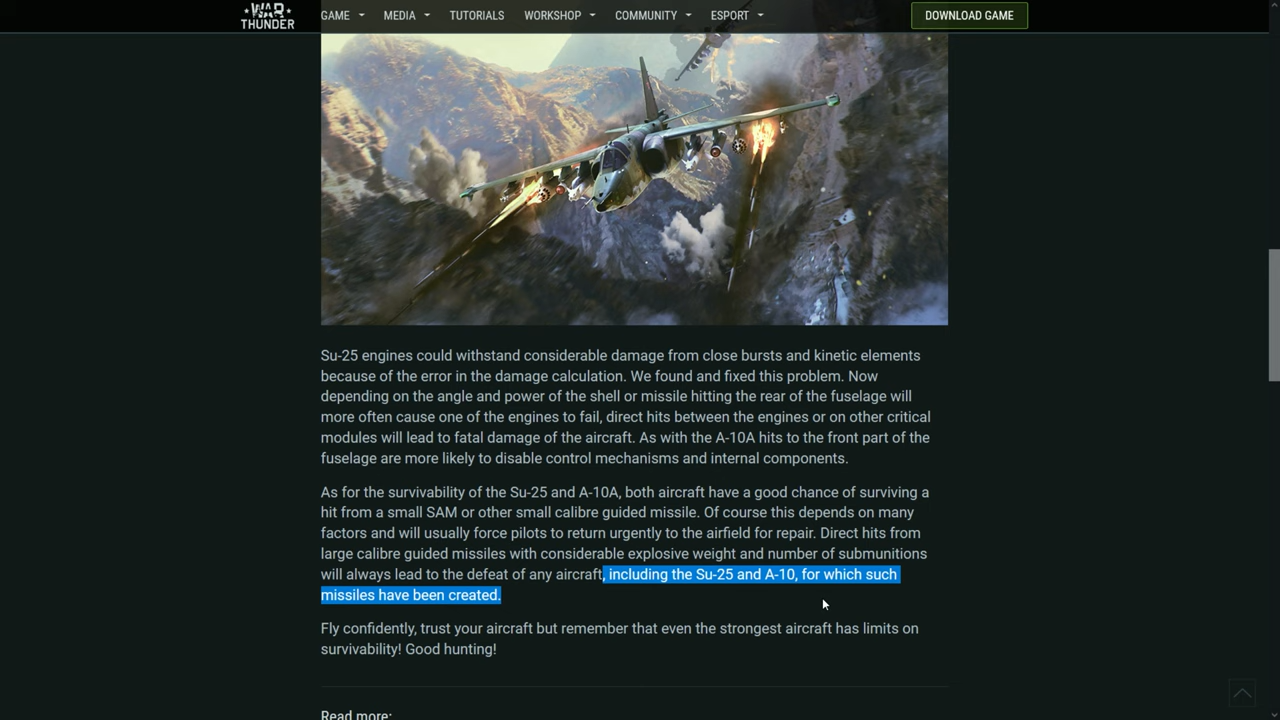 WAR
THUNDER
GAME
MEDIA
TUTORIALS
WORKSHOP
COMMUNITY
ESPORT
DOWNLOAD GAME
Su-25 engines could withstand considerable damage from close bursts and kinetic elements
because of the error in the damage calculation. We found and fixed this problem. Now
depending on the angle and power of the shell or missile hitting the rear of the fuselage will
more often cause one of the engines to fail, direct hits between the engines or on other critical
modules will lead to fatal damage of the aircraft. As with the A-10A hits to the front part of the
fuselage are more likely to disable control mechanisms and internal components.
As for the survivability of the Su-25 and A-10A, both aircraft have a good chance of surviving a
hit from a small SAM or other small calibre guided missile. Of course this depends on many
factors and will usually force pilots to return urgently to the airfield for repair. Direct hits from
large calibre guided missiles with considerable explosive weight and number of submunitions
will always lead to the defeat of any aircraft, including the Su-25 and A-10, for which such
missiles have been created.
Fly confidently, trust your aircraft but remember that even the strongest aircraft has limits on
survivability! Good hunting!
Read more: